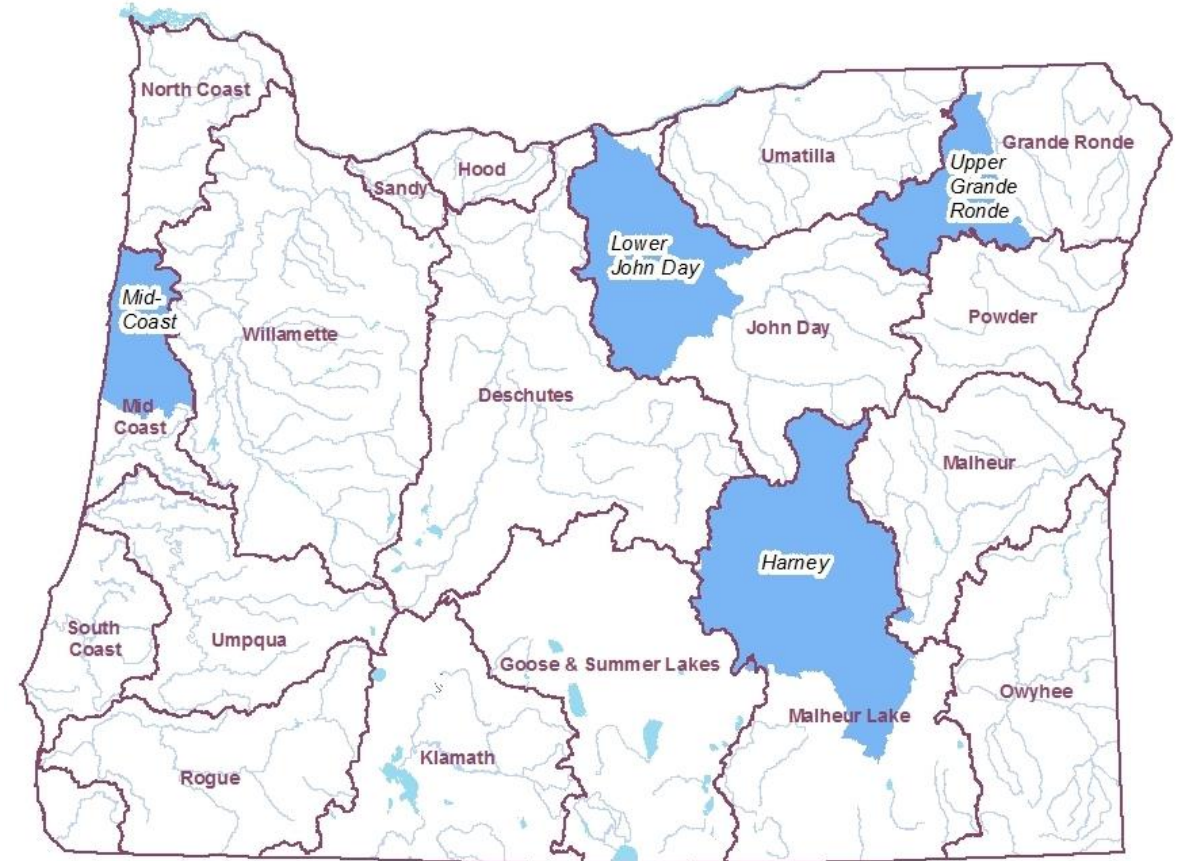 North Coast
Hood
Sandy
Umatilla
Grande Ronde
Upper
Grande
Ronde
Lower
John Day
Mid-
Coast
Willamette
John Day
Powder
Deschutes
Mid
Coast
Malheur
Harney
South
Coast
Umpqua
Goose & Summer Lakes
Owyhee
Malheur Lake
Klamath
Rogue